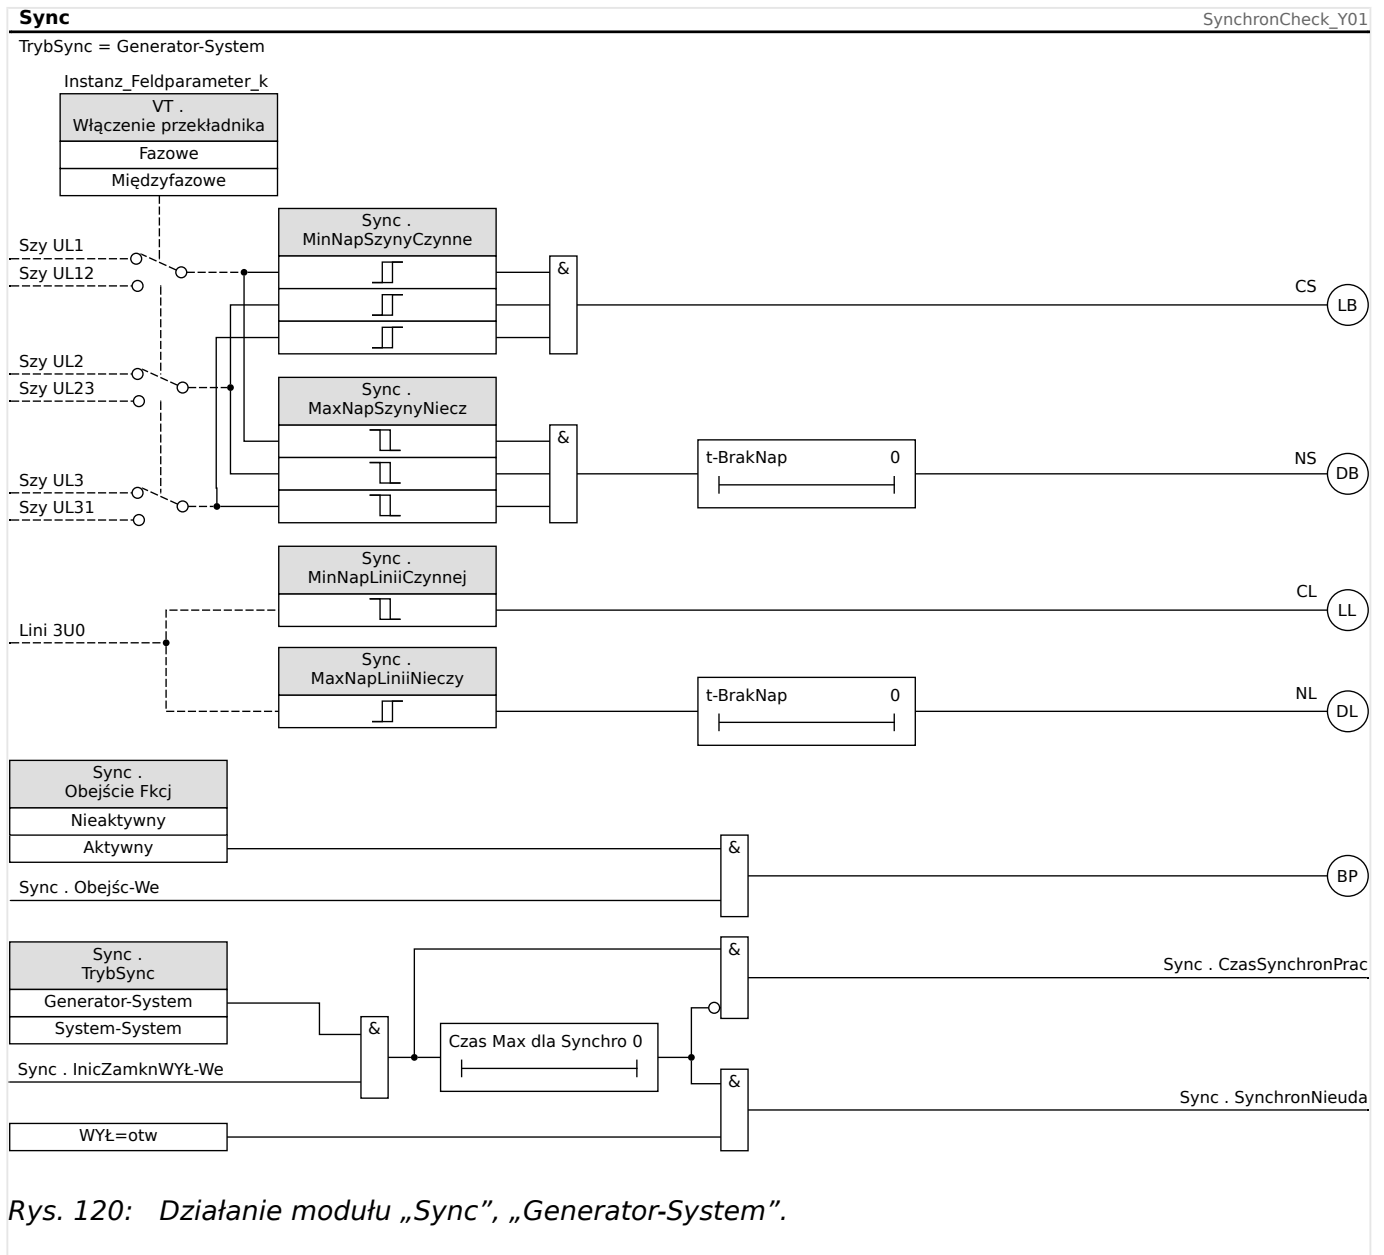 Sync
SynchronCheck_Y01
TrybSync = Generator-System
Instanz_Feldparameter_k
VT .
Włączenie przekładnika
Fazowe
Międzyfazowe
Sync .
MinNapSzynyCzynne
Szy UL1
Szy UL12
&
CS
LB
Szy UL2
Szy UL23
Sync .
MaxNapSzynyNiecz
&
t-BrakNap 0
NS
DB
Szy UL3
Szy UL31
Sync .
MinNapLiniiCzynnej
CL
LL
Lini 3U0
Sync .
MaxNapLiniiNieczy
t-BrakNap 0
NL
DL
Sync .
Obejście Fkcj
Nieaktywny
Aktywny
&
Sync . Obejśc-We
BP
Sync .
TrybSync
Generator-System
System-System
&
Sync . CzasSynchronPrac
&
Czas Max dla Synchro 0
Sync . InicZamknWYŁ-We
&
Sync . SynchronNieuda
WYŁ=otw
Rys. 120: Działanie modułu „Sync”, „Generator-System”.